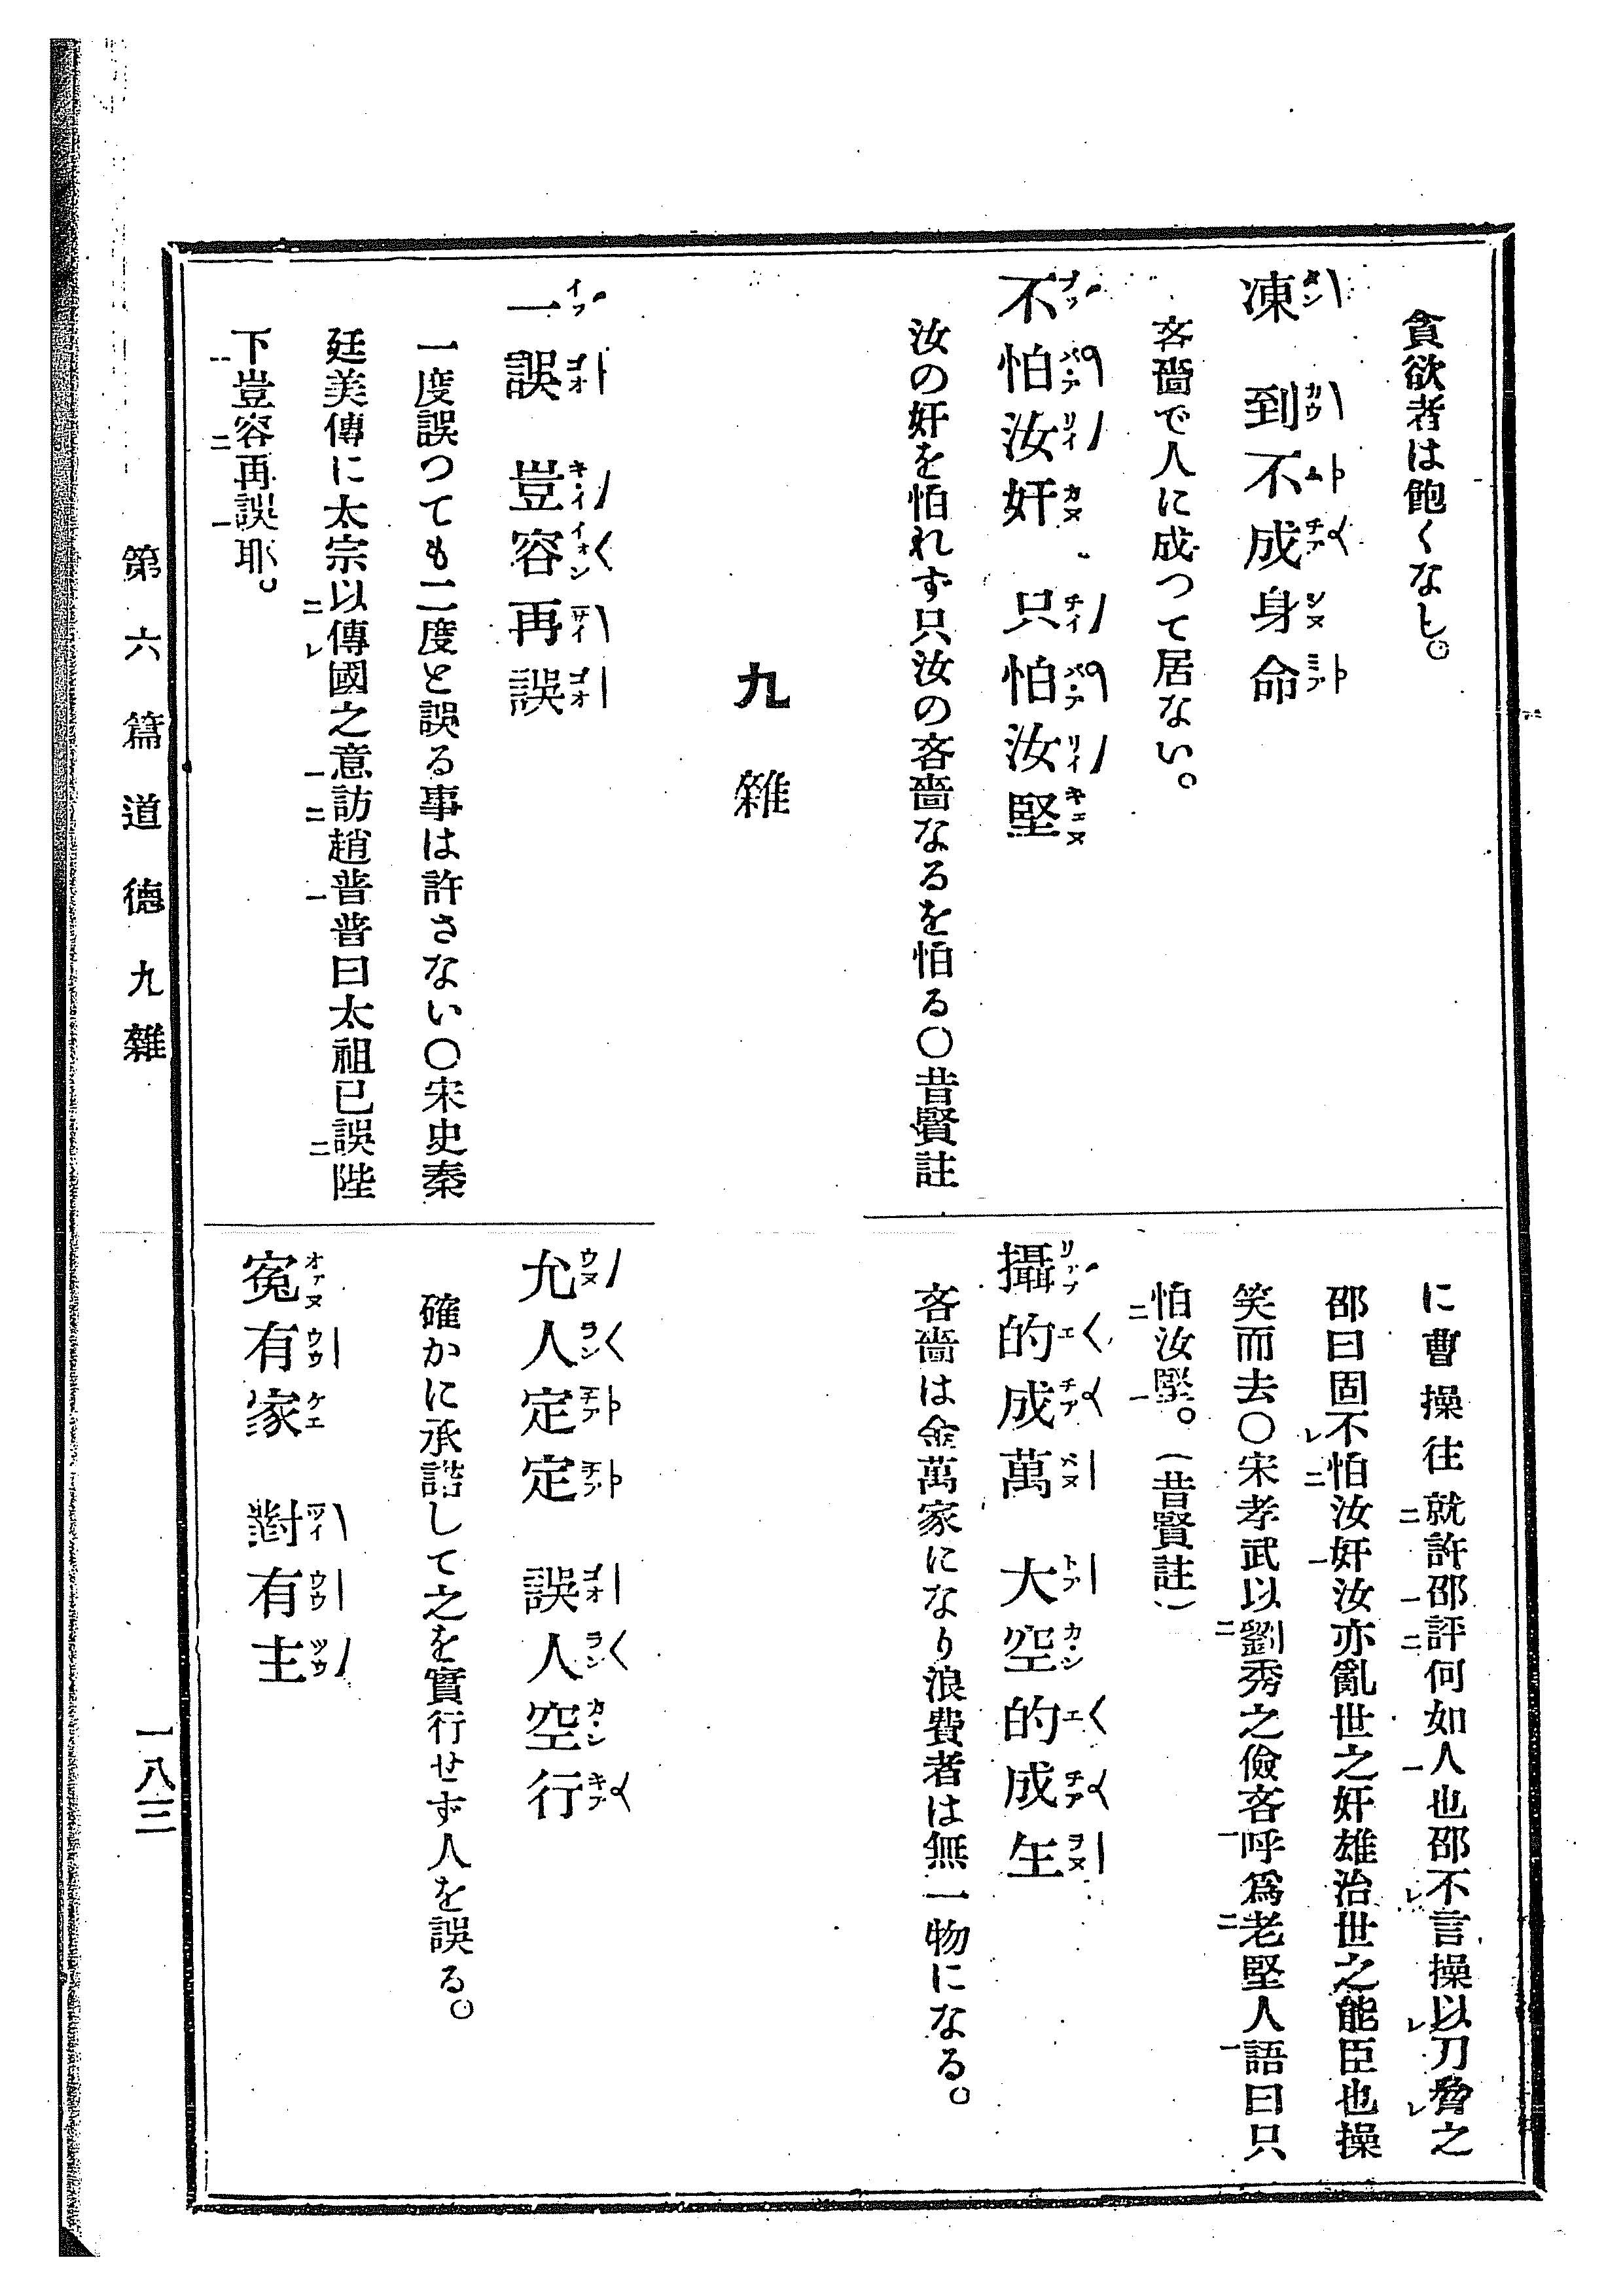 貪欲者は飽くなし。
凍到不成身命
吝嗇で人に成つて居ない。
不怕汝奸 只怕汝堅
汝の奸を怕れず只汝の吝嗇なるを怕る〇昔賢註
に曹操往就許邵評何如人也邵不言操以刀脅之
邵曰固不怕汝奸汝亦亂世之奸雄治世之能臣也操
笑而去〇宋孝武以劉秀之儉吝呼爲老堅人語曰只
怕汝堅。(昔賢註)
攝的成萬 大空的成
吝嗇は金萬家になり浪費者は無一物になる。
九 雜
一誤 豈容再誤
一度誤つても二度と誤る事は許さない〇宋史秦
廷美傳に太宗以傳國之意訪趙普普曰太祖已誤陛
下豈容再誤耶。
允人定定 誤人空行
確かに承諾して之を實行せず人を誤る。
寃有家 對有主
第六篇 道德 九雜
一八三